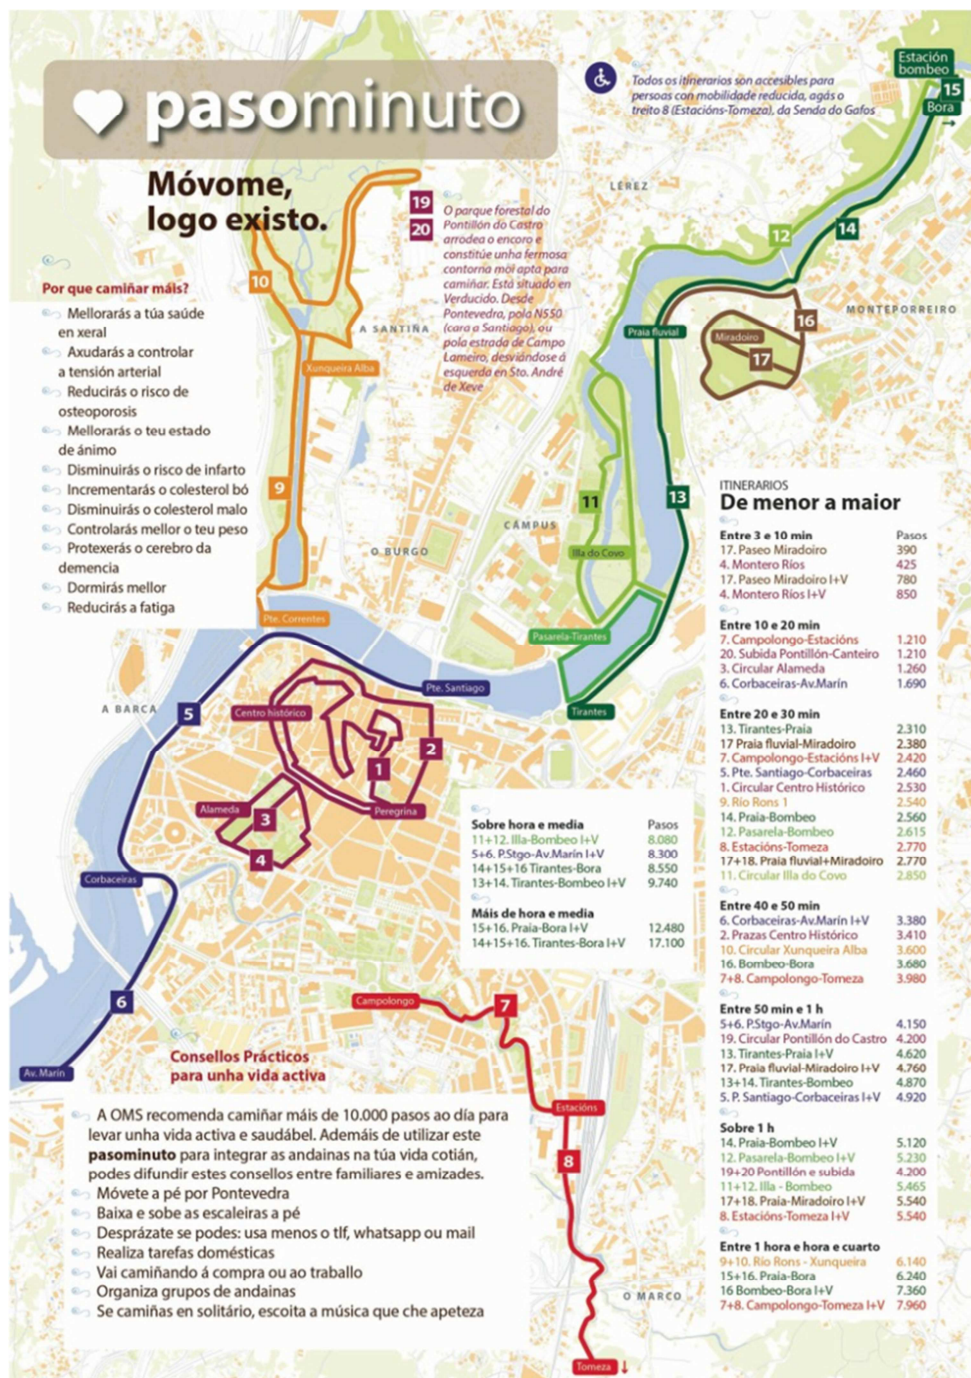 pasominuto
Móvome,
logo existo.
Todos os itinerarios son accesibles para
persoas con mobilidade reducida, agás o
treito 8 (Estacións-Tomeza), da Senda do Gafos
Estación
bombeo
15
Bora
→
LÉREZ
14
12
19
20
O parque forestal do
Pontillón do Castro
arrodea o encoro e
constitúe unha fermosa
contorna moi apta para
camiñar. Está situado en
Verducido. Desde
Pontevedra, pola N550
(cara a Santiago), ou
pola estrada de Campo
Lameiro, desviándose á
esquerda en Sto. André
de Xeve
10
A SANTIÑA
Xunqueira Alba
Por que camiñar máis?
Mellorarás a túa saúde
en xeral
Axudarás a controlar
a tensión arterial
Reducirás o risco de
osteoporosis
Mellorarás o teu estado
de ánimo
Disminuirás o risco de infarto
Incrementarás o colesterol bó
Disminuirás o colesterol malo
Controlarás mellor o teu peso
Protexerás o cerebro da
demencia
Dormirás mellor
Reducirás a fatiga
MONTEPORREIRO
16
Praia fluvial
Miradoiro
17
9
11
13
CAMPUS
O BURGO
Illa do Covo
Pte. Correntes
Pasarela-Tirantes
Pte. Santiago
Tirantes
A BARCA
5
Centro histórico
2
1
Alameda
3
Peregrina
4
Corbaceiras
6
Av. Marín
ITINERARIOS
De menor a maior
Entre 3 e 10 min Pasos
17. Paseo Miradoiro 390
4. Montero Ríos 425
17. Paseo Miradoiro I+V 780
4. Montero Ríos I+V 850
Entre 10 e 20 min
7. Campolongo-Estacións 1.210
20. Subida Pontillón-Canteiro 1.210
3. Circular Alameda 1.260
6. Corbaceiras-Av.Marín 1.690
Entre 20 e 30 min
13. Tirantes-Praia 2.310
17 Praia fluvial-Miradoiro 2.380
7. Campolongo-Estacións I+V 2.420
5. Pte. Santiago-Corbaceiras 2.460
1. Circular Centro Histórico 2.530
9. Río Rons 1 2.540
14. Praia-Bombeo 2.560
12. Pasarela-Bombeo 2.615
8. Estacións-Tomeza 2.770
17+18. Praia fluvial+Miradoiro 2.770
11. Circular Illa do Covo 2.850
Entre 40 e 50 min
6. Corbaceiras-Av.Marín I+V 3.380
2. Prazas Centro Histórico 3.410
10. Circular Xunqueira Alba 3.600
16. Bombeo-Bora 3.680
7+8. Campolongo-Tomeza 3.980
Entre 50 min e 1 h
5+6. P.Stgo-Av.Marín 4.150
19. Circular Pontillón do Castro 4.200
13. Tirantes-Praia I+V 4.620
17. Praia fluvial-Miradoiro I+V 4.760
13+14. Tirantes-Bombeo 4.870
5. P. Santiago-Corbaceiras I+V 4.920
Sobre 1 h
14. Praia-Bombeo I+V 5.120
12. Pasarela-Bombeo I+V 5.230
19+20 Pontillón e subida 4.200
11+12. Illa - Bombeo 5.465
17+18. Praia-Miradoiro I+V 5.540
8. Estacións-Tomeza I+V 5.540
Entre 1 hora e hora e cuarto
9+10. Río Rons - Xunqueira 6.140
15+16. Praia-Bora 6.240
16 Bombeo-Bora I+V 7.360
7+8. Campolongo-Tomeza I+V 7.960
Sobre hora e media Pasos
11+12. Illa-Bombeo I+V 8.080
5+6. P.Stgo-Av.Marín I+V 8.300
14+15+16 Tirantes-Bora 8.550
13+14. Tirantes-Bombeo I+V 9.740
Máis de hora e media
15+16. Praia-Bora I+V 12.480
14+15+16. Tirantes-Bora I+V 17.100
Campolongo
7
Estacións
8
O MARCO
Tomeza ↓
Consellos Prácticos
para unha vida activa
A OMS recomenda camiñar máis de 10.000 pasos ao día para
levar unha vida activa e saudábel. Ademáis de utilizar este
pasominuto para integrar as andainas na túa vida cotián,
podes difundir estes consellos entre familiares e amizades.
Móvete a pé por Pontevedra
Baixa e sobe as escaleiras a pé
Desprázate se podes: usa menos o tlf, whatsapp ou mail
Realiza tarefas domésticas
Vai camiñando á compra ou ao traballo
Organiza grupos de andainas
Se camiñas en solitário, escoita a música que che apeteza